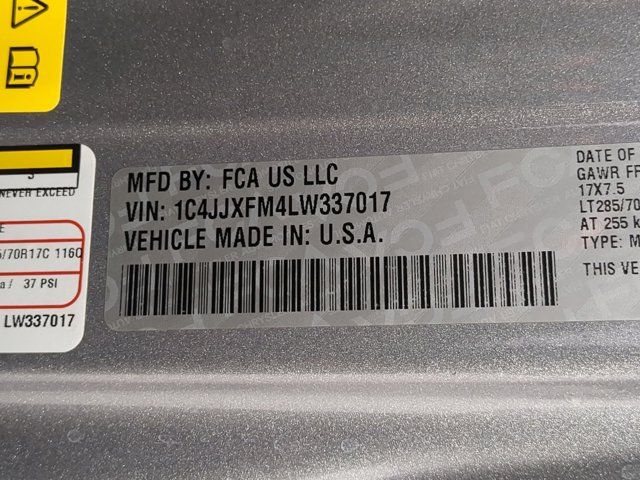 MFD BY: FCA US LLC
VIN: 1C4JJXFM4LW337017
VEHICLE MADE IN: U.S.A.
3
NEVER EXCEED
/70R17C 116Q
37 PSI
LW337017
DATE OF
GAWR FR
17X7.5
LT285/70
AT 255 k
TYPE: M
THIS VE